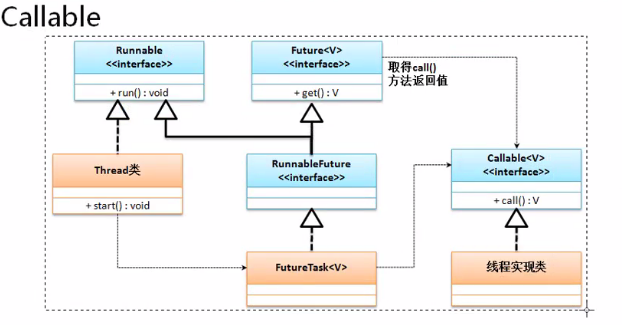 Callable
Runnable
<<interface>>
+ run() : void
Future<V>
<<interface>>
+ get() : V
取得call()
方法返回值
Thread类
+ start() : void
RunnableFuture
<<interface>>
Callable<V>
<<interface>>
+ call() : V
FutureTask<V>
线程实现类